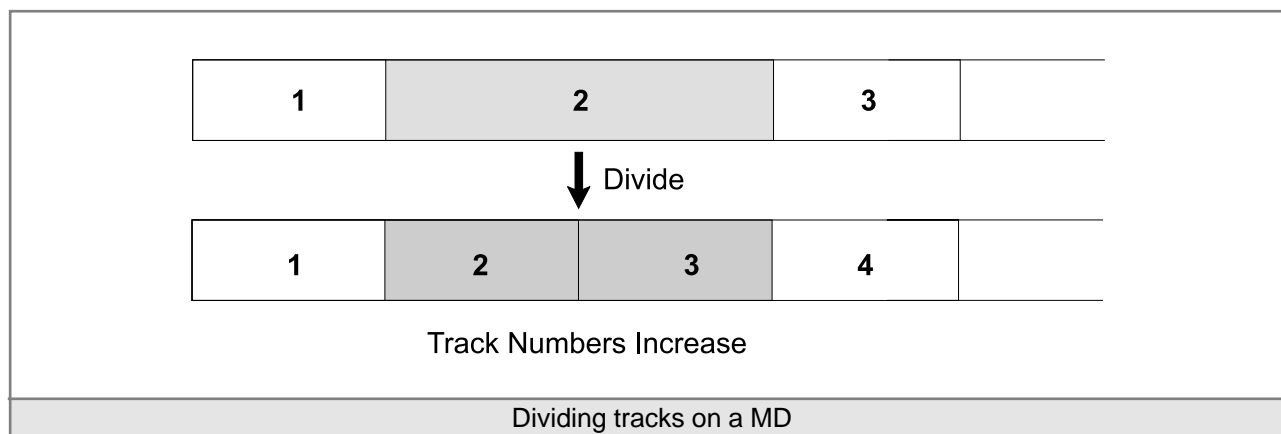 1 2 3
Divide
1 2 3 4
Track Numbers Increase
Dividing tracks on a MD